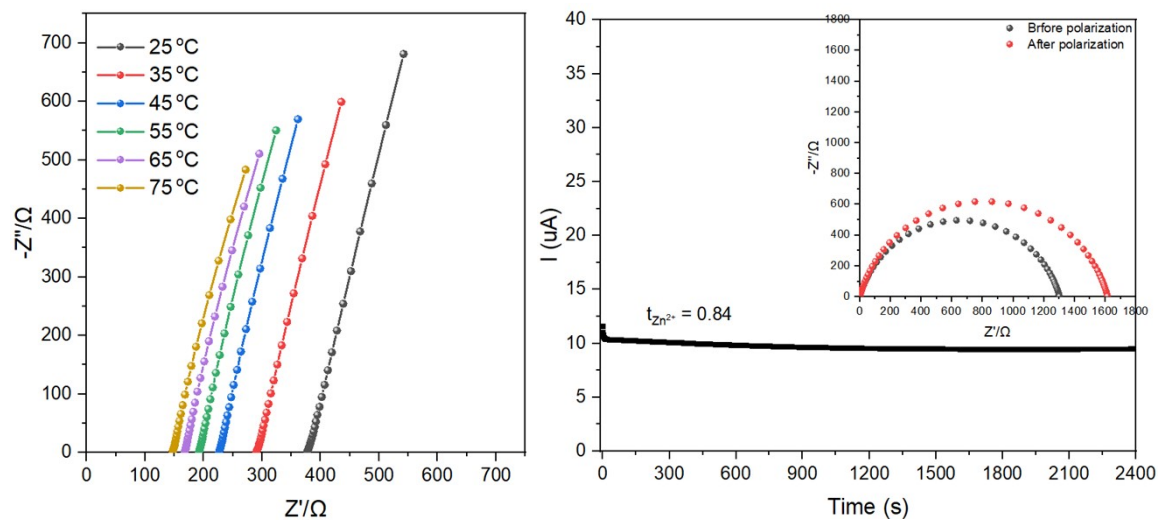 -Z''/Ω
700
600
500
400
300
200
100
0
25 °C
35 °C
45 °C
55 °C
65 °C
75 °C
0 100 200 300 400 500 600 700
Z'/Ω
I (uA)
40
35
30
25
20
15
10
5
0
t_Zn²⁺ = 0.84
0 300 600 900 1200 1500 1800 2100 2400
Time (s)
-Z''/Ω
1800
1600
1400
1200
1000
800
600
400
200
0
Brfore polarization
After polarization
0 200 400 600 800 1000 1200 1400 1600 1800
Z'/Ω